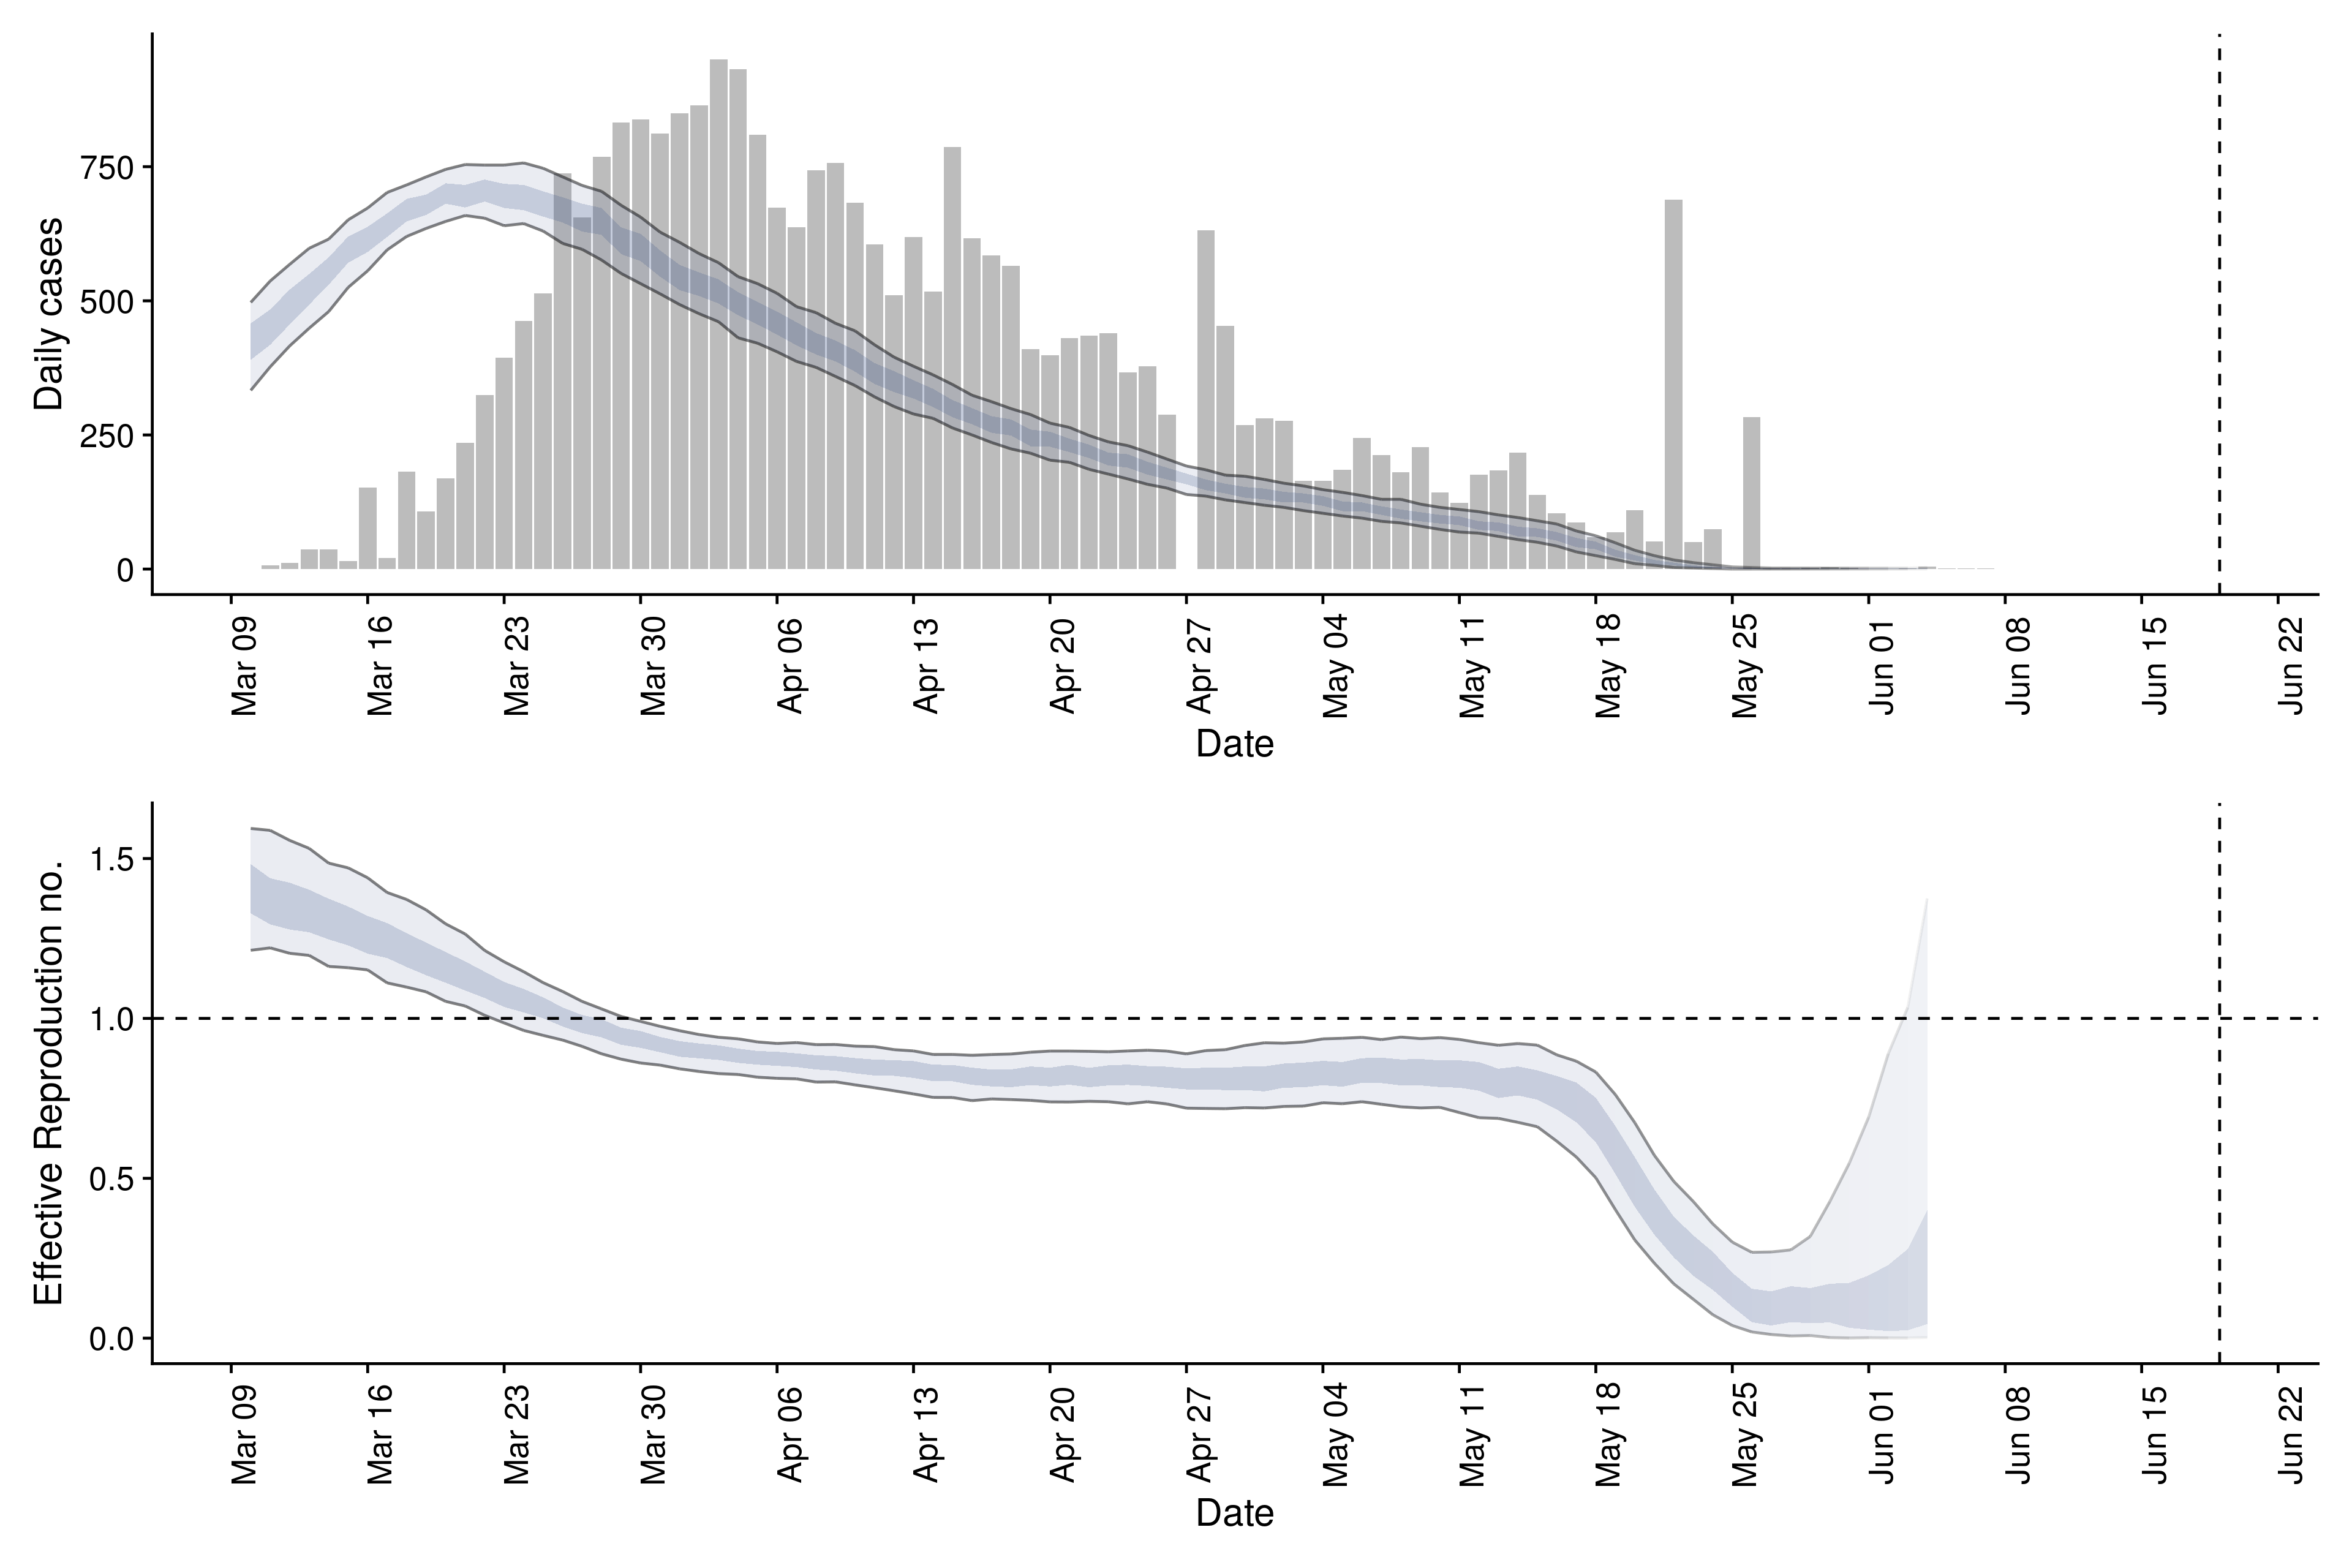 Daily cases
750
500
250
0
Mar 09
Mar 16
Mar 23
Mar 30
Apr 06
Apr 13
Apr 20
Apr 27
May 04
May 11
May 18
May 25
Jun 01
Jun 08
Jun 15
Jun 22
Date
Effective Reproduction no.
1.5
1.0
0.5
0.0
Mar 09
Mar 16
Mar 23
Mar 30
Apr 06
Apr 13
Apr 20
Apr 27
May 04
May 11
May 18
May 25
Jun 01
Jun 08
Jun 15
Jun 22
Date